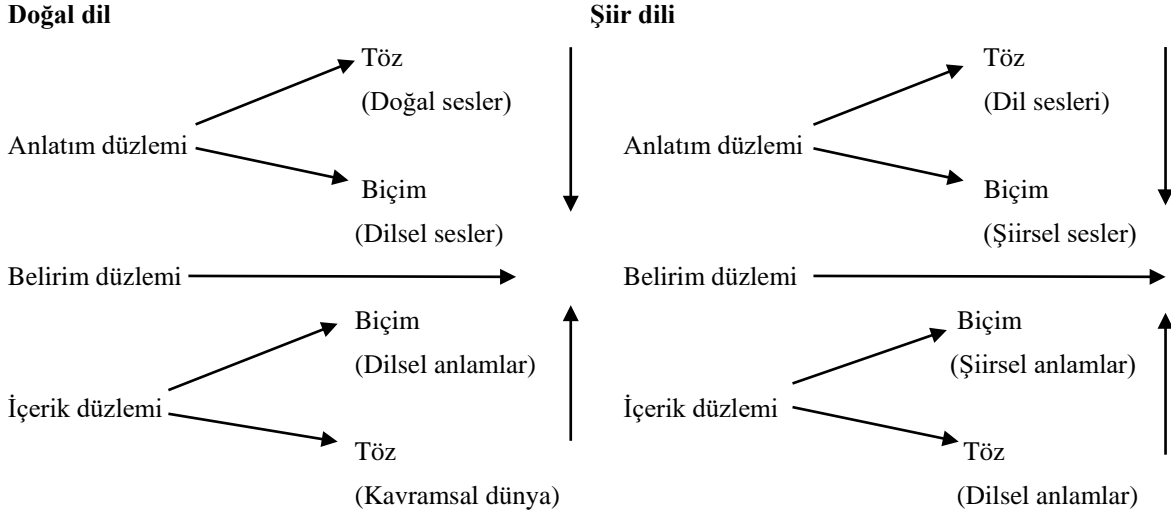 Doğal dil
Töz
(Doğal sesler)
Anlatım düzlemi
Biçim
(Dilsel sesler)
Belirim düzlemi
Biçim
(Dilsel anlamlar)
İçerik düzlemi
Töz
(Kavramsal dünya)
Şiir dili
Töz
(Dil sesleri)
Anlatım düzlemi
Biçim
(Şiirsel sesler)
Belirim düzlemi
Biçim
(Şiirsel anlamlar)
İçerik düzlemi
Töz
(Dilsel anlamlar)